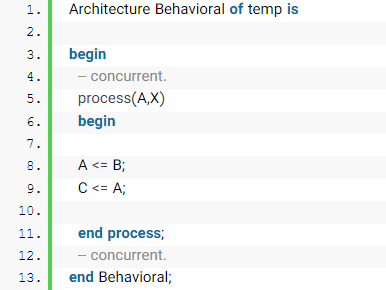 1. Architecture Behavioral of temp is
2.
3. begin
4. -- concurrent.
5. process(A,X)
6. begin
7.
8. A <= B;
9. C <= A;
10.
11. end process;
12. -- concurrent.
13. end Behavioral;